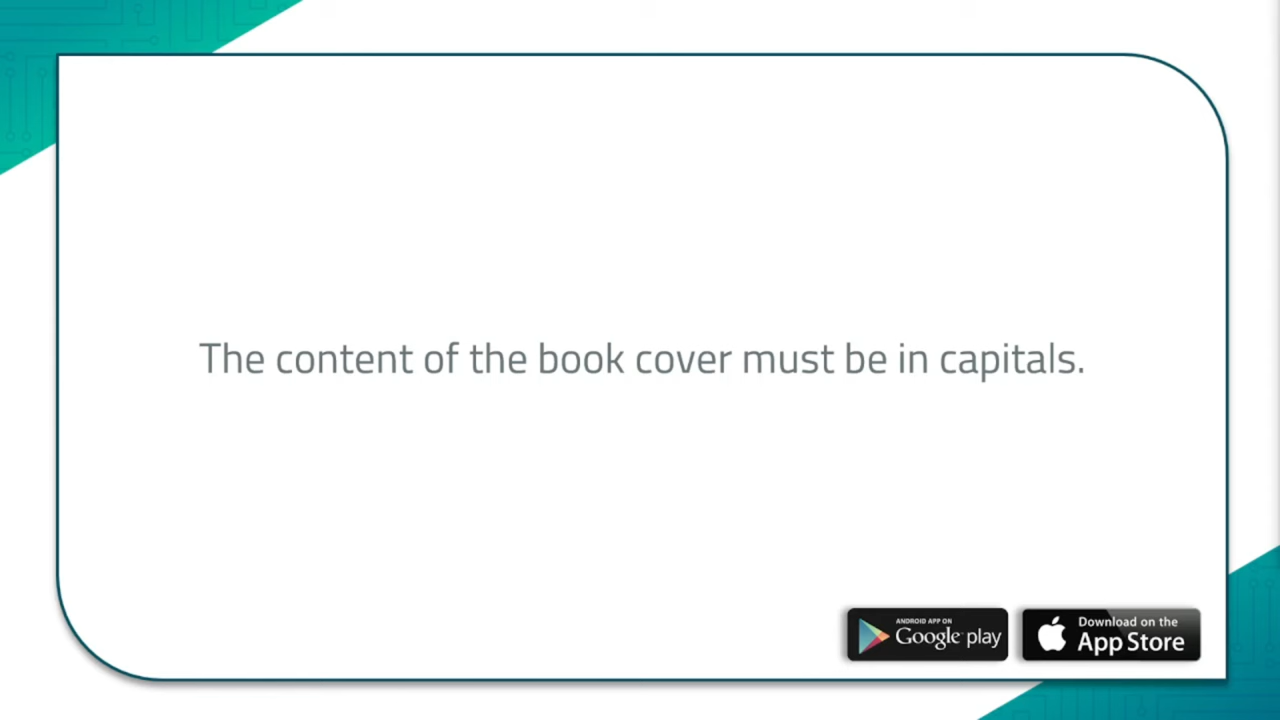 The content of the book cover must be in capitals.
ANDROID APP ON
Google play
Download on the
App Store